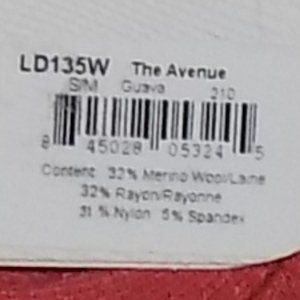 LD135W The Avenue
S/M Guava 210
8 45028 05324 5
Content: 32% Merino Wool/Laine
32% Rayon/Rayonne
31 % Nylon 5% Spandex